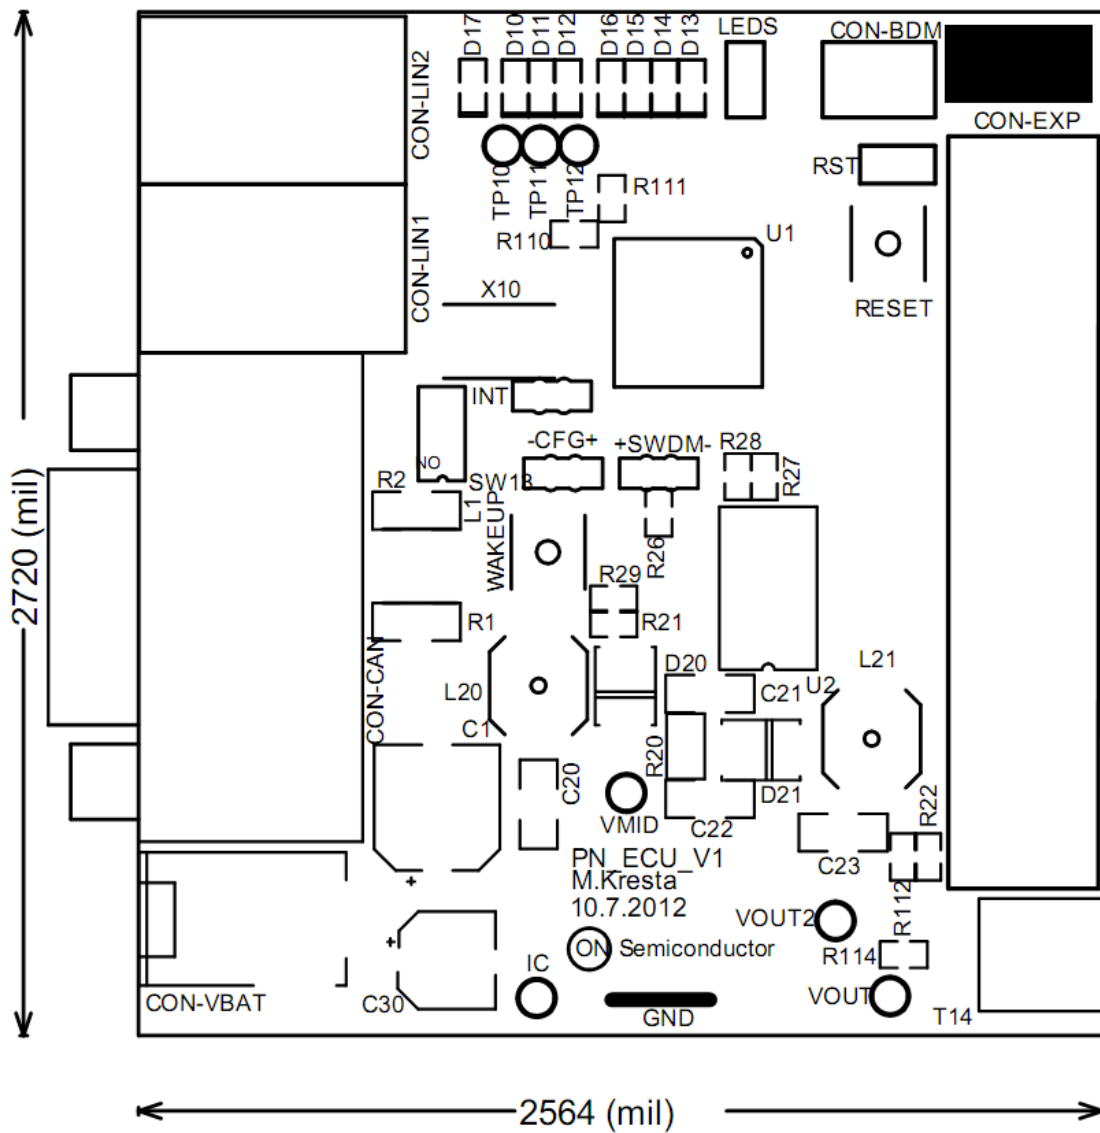 D17
D10
D11
D12
D16
D15
D14
D13
LEDS
CON-BDM
CON-LIN2
CON-EXP
RST
TP10
TP11
TP12
R111
R110
U1
CON-LIN1
X10
RESET
INT
-CFG+
+SWDM-
R28
R27
NO
R2
SW13
L1
WAKEUP
R26
2720 (mil)
R29
R1
R21
CON-CAN
L20
D20
C21
U2
L21
C1
R20
C20
D21
R22
VMID
C22
C23
PN_ECU_V1
M.Kresta
10.7.2012
R112
VOUT2
+
+
ON Semiconductor
R114
IC
CON-VBAT
C30
VOUT
GND
T14
2564 (mil)